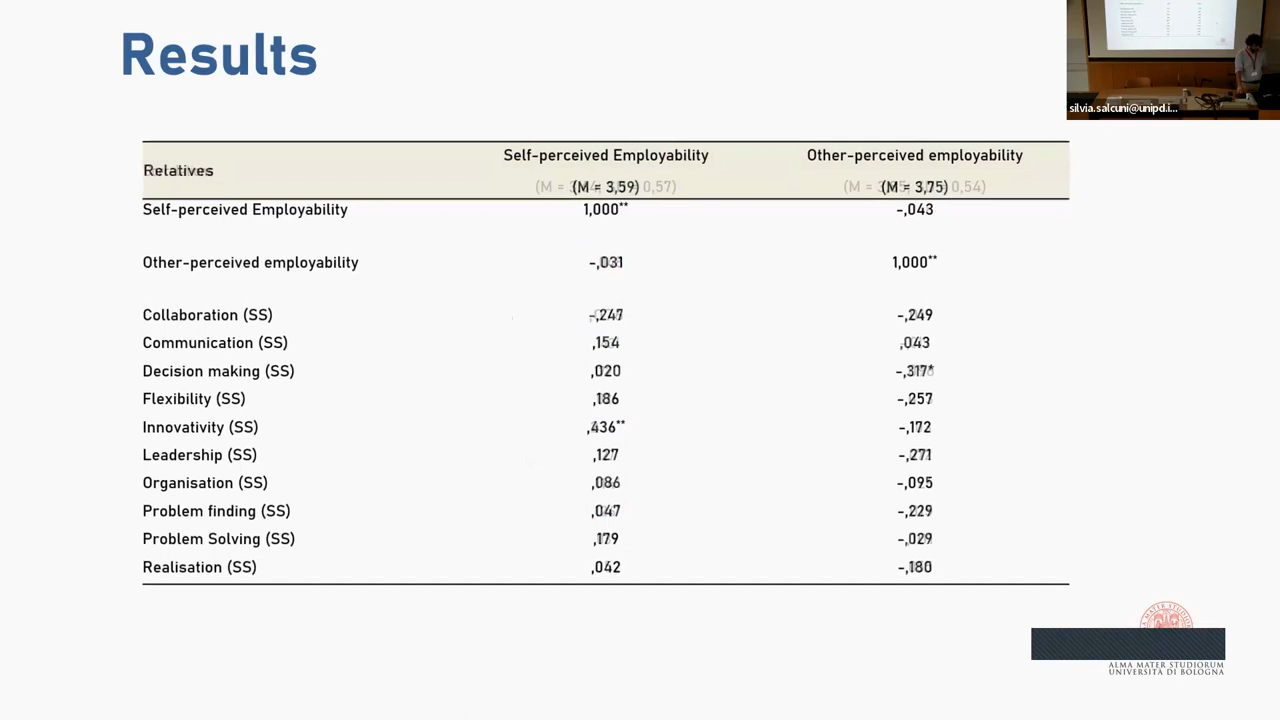 Results
silvia.salcuni@unipd.i...
Relatives Self-perceived Employability Other-perceived employability
(M = 3,59) (M = 3,75)
Self-perceived Employability 1,000** -,043
Other-perceived employability -,031 1,000**
Collaboration (SS) -,247 -,249
Communication (SS) ,154 ,043
Decision making (SS) ,020 -,317*
Flexibility (SS) ,186 -,257
Innovativity (SS) ,436** -,172
Leadership (SS) ,127 -,271
Organisation (SS) ,086 -,095
Problem finding (SS) ,047 -,229
Problem Solving (SS) ,179 -,029
Realisation (SS) ,042 -,180
ALMA MATER STUDIORUM
UNIVERSITÀ DI BOLOGNA